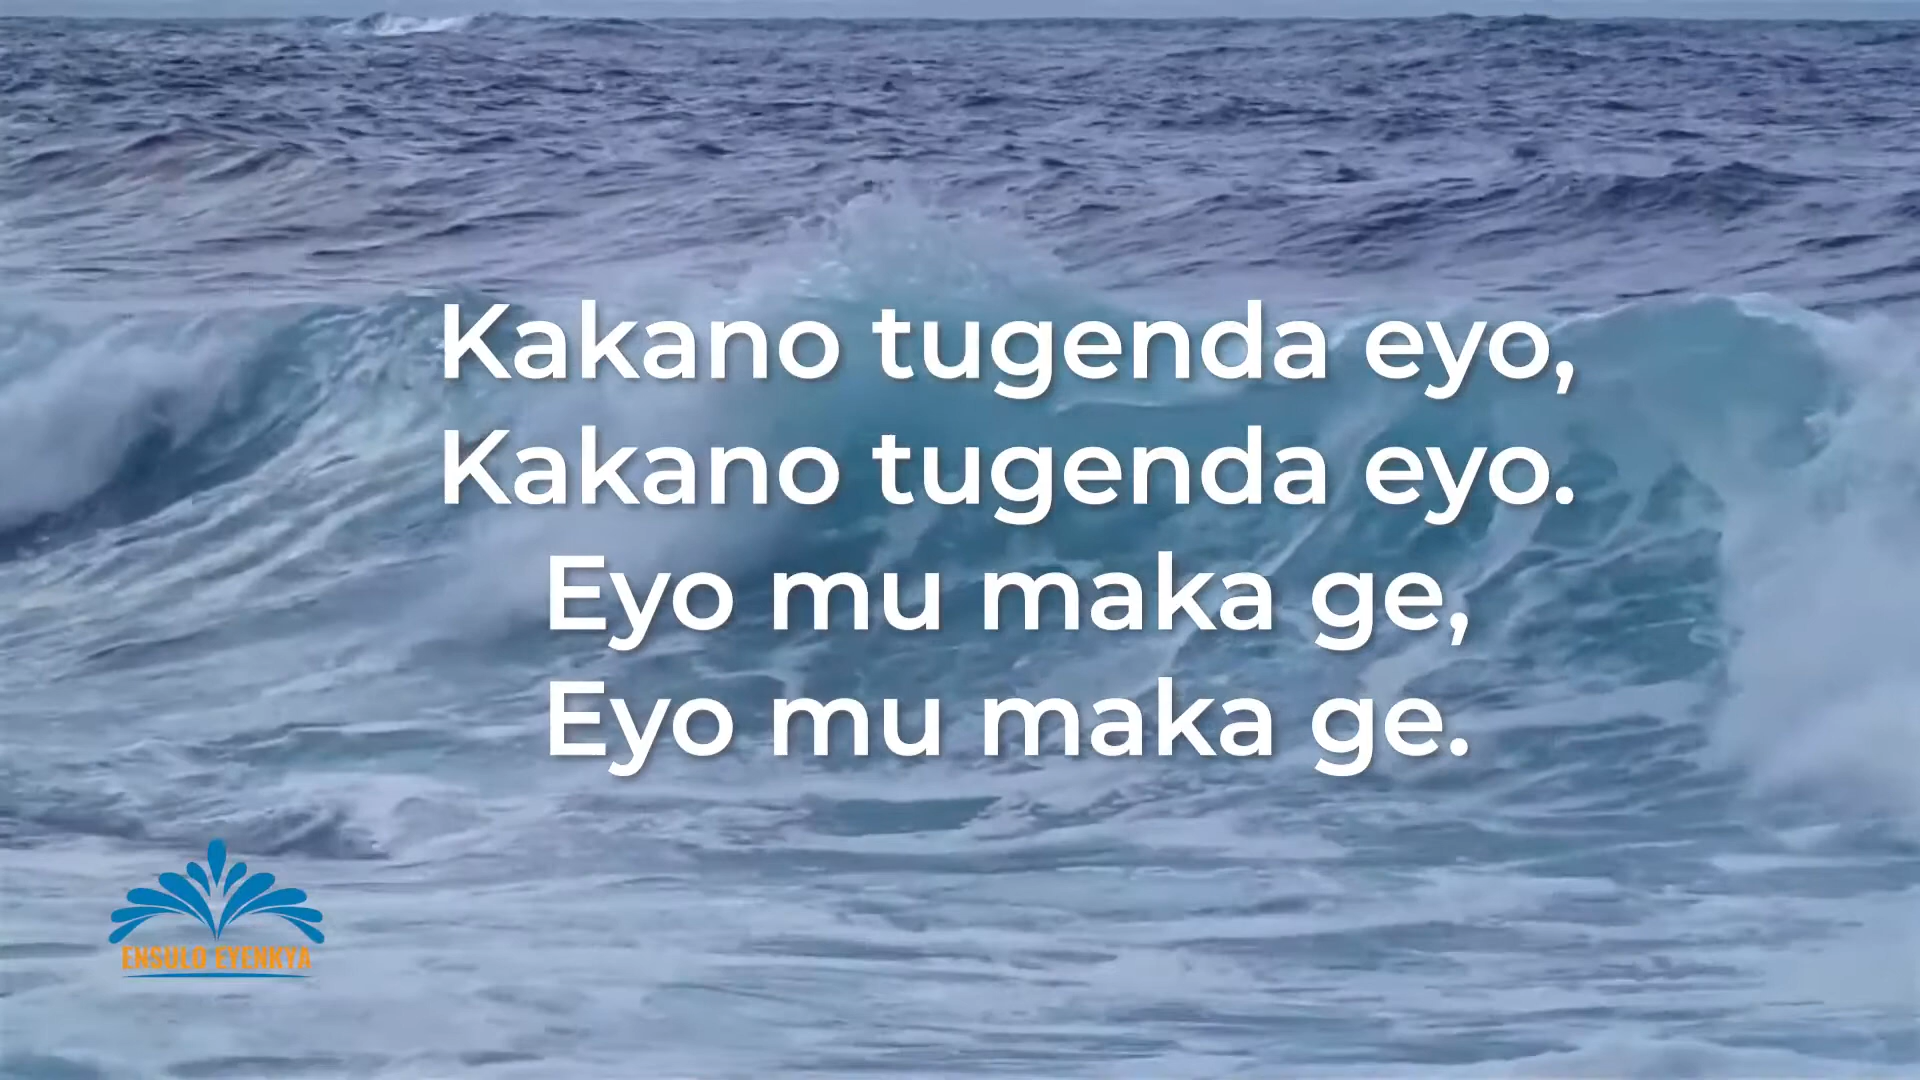 Kakano tugenda eyo,
Kakano tugenda eyo.
Eyo mu maka ge,
Eyo mu maka ge.
ENSULO EYENKYA